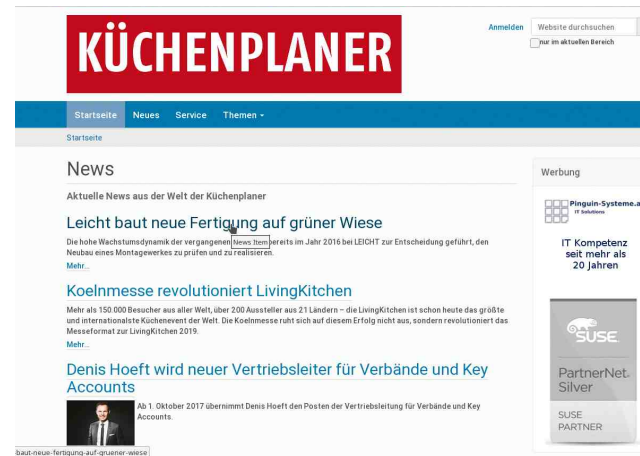 KÜCHENPLANER
Anmelden
Website durchsuchen
nur im aktuellen Bereich
Startseite Neues Service Themen
Startseite
News
Aktuelle News aus der Welt der Küchenplaner
Leicht baut neue Fertigung auf grüner Wiese
Die hohe Wachstumsdynamik der vergangenen News Item bereits im Jahr 2016 bei LEICHT zur Entscheidung geführt, den
Neubau eines Montagewerkes zu prüfen und zu realisieren.
Mehr…
Koelnmesse revolutioniert LivingKitchen
Mehr als 150.000 Besucher aus aller Welt, über 200 Aussteller aus 21 Ländern – die LivingKitchen ist schon heute das größte
und internationalste Küchenevent der Welt. Die Koelnmesse ruht sich auf diesem Erfolg nicht aus, sondern revolutioniert das
Messeformat zur LivingKitchen 2019.
Mehr…
Denis Hoeft wird neuer Vertriebsleiter für Verbände und Key
Accounts
Ab 1. Oktober 2017 übernimmt Denis Hoeft den Posten der Vertriebsleitung für Verbände und Key
Accounts.
baut-neue-fertigung-auf-gruener-wiese
Werbung
Pinguin-Systeme.a
IT Solutions
IT Kompetenz
seit mehr als
20 Jahren
SUSE
PartnerNet
Silver
SUSE
PARTNER